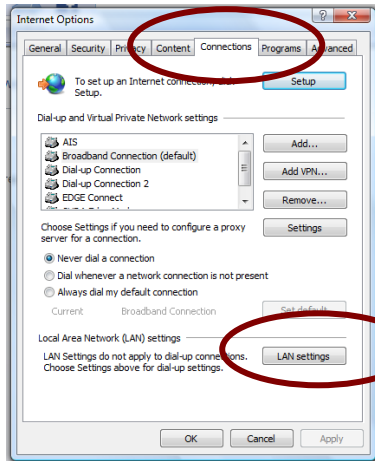 Internet Options
General Security Privacy Content Connections Programs Advanced
To set up an Internet connection, click
Setup.
Setup
Dial-up and Virtual Private Network settings
AIS
Broadband Connection (default)
Dial-up Connection
Dial-up Connection 2
EDGE Connect
Add...
Add VPN...
Remove...
Choose Settings if you need to configure a proxy
server for a connection.
Settings
Never dial a connection
Dial whenever a network connection is not present
Always dial my default connection
Current Broadband Connection Set default
Local Area Network (LAN) settings
LAN Settings do not apply to dial-up connections.
Choose Settings above for dial-up settings.
LAN settings
OK Cancel Apply